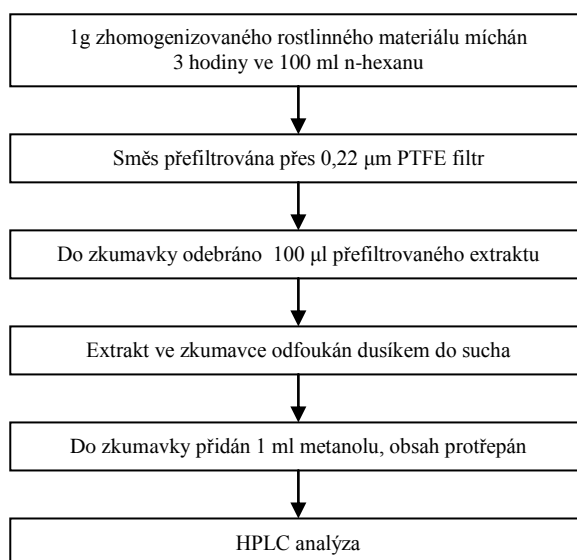 1g zhomogenizovaného rostlinného materiálu míchán
3 hodiny ve 100 ml n-hexanu
Směs přefiltrována přes 0,22 μm PTFE filtr
Do zkumavky odebráno 100 μl přefiltrovaného extraktu
Extrakt ve zkumavce odfoukán dusíkem do sucha
Do zkumavky přidán 1 ml metanolu, obsah protřepán
HPLC analýza